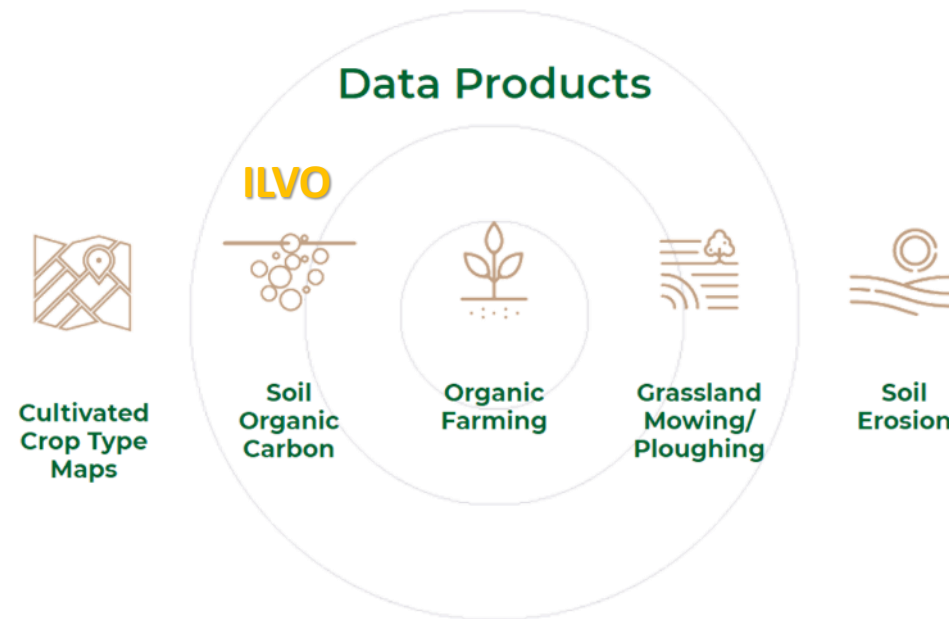 Data Products
ILVO
Cultivated
Crop Type
Maps
Soil
Organic
Carbon
Organic
Farming
Grassland
Mowing/
Ploughing
Soil
Erosion